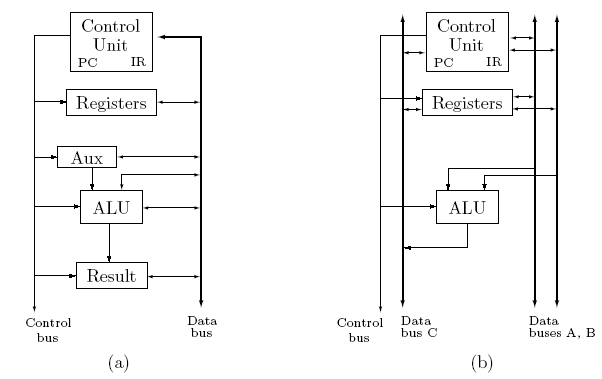 Control
Unit
PC IR
Registers
Aux
ALU
Result
Control
bus
Data
bus
(a)
Control
Unit
PC IR
Registers
ALU
Control
bus
Data
bus C
Data
buses A, B
(b)